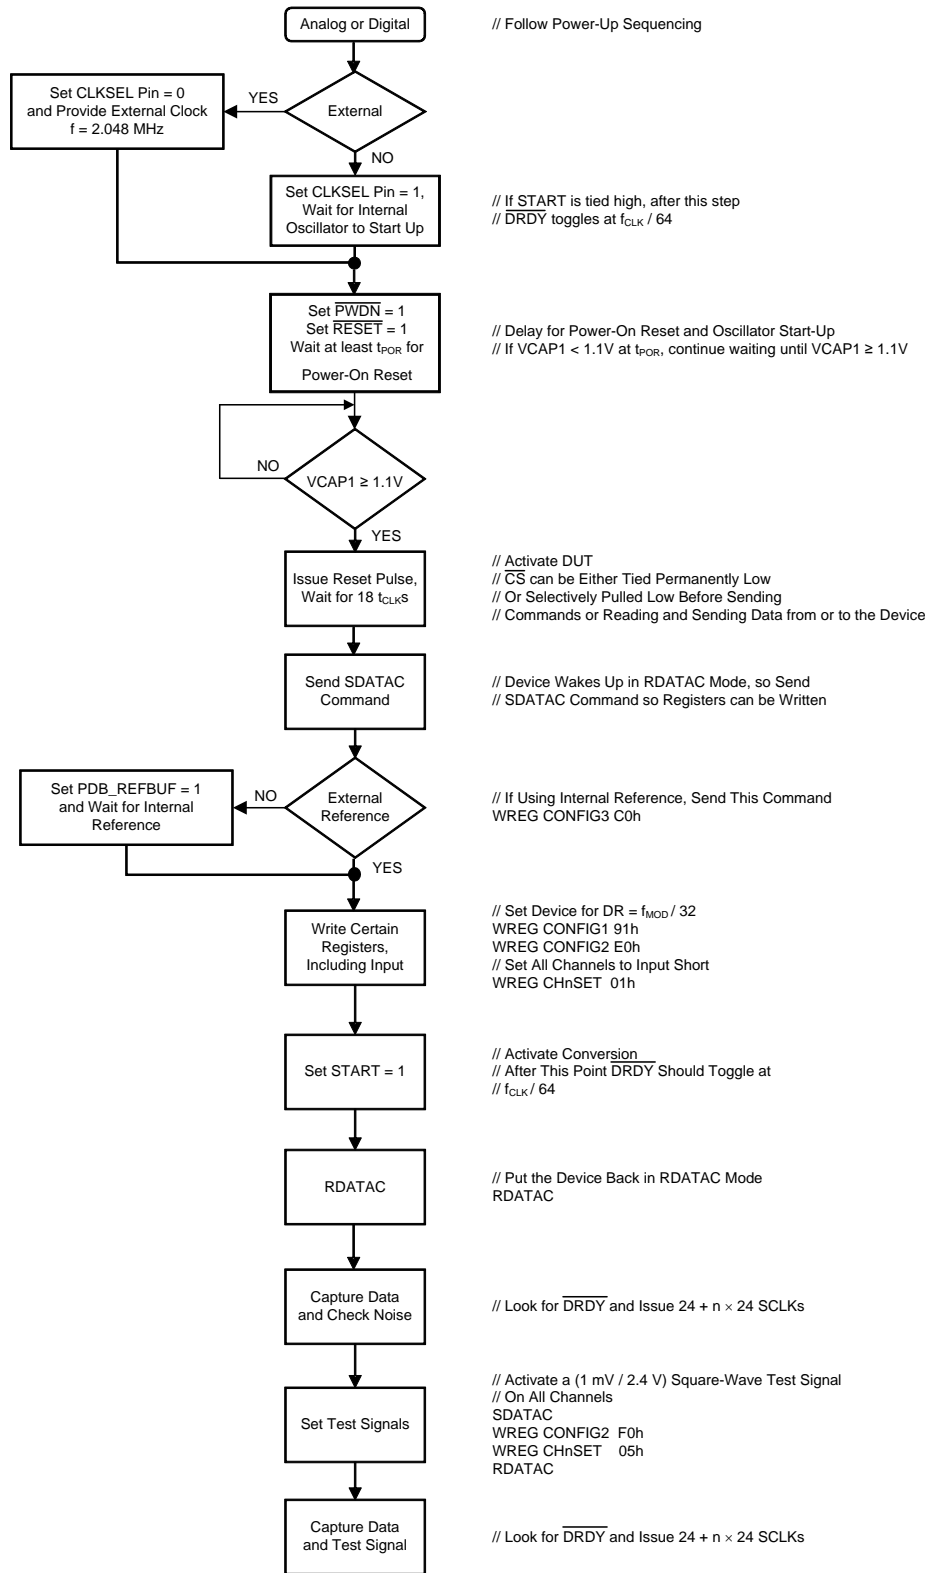 Analog or Digital
// Follow Power-Up Sequencing
Set CLKSEL Pin = 0
and Provide External Clock
f = 2.048 MHz
YES
External
NO
Set CLKSEL Pin = 1,
Wait for Internal
Oscillator to Start Up
// If START is tied high, after this step
// DRDY toggles at fCLK / 64
Set PWDN = 1
Set RESET = 1
Wait at least tPOR for
Power-On Reset
// Delay for Power-On Reset and Oscillator Start-Up
// If VCAP1 < 1.1V at tPOR, continue waiting until VCAP1 ≥ 1.1V
NO
VCAP1 ≥ 1.1V
YES
Issue Reset Pulse,
Wait for 18 tCLKs
// Activate DUT
// CS can be Either Tied Permanently Low
// Or Selectively Pulled Low Before Sending
// Commands or Reading and Sending Data from or to the Device
Send SDATAC
Command
// Device Wakes Up in RDATAC Mode, so Send
// SDATAC Command so Registers can be Written
Set PDB_REFBUF = 1
and Wait for Internal
Reference
NO
External
Reference
YES
// If Using Internal Reference, Send This Command
WREG CONFIG3 C0h
Write Certain
Registers,
Including Input
// Set Device for DR = fMOD / 32
WREG CONFIG1 91h
WREG CONFIG2 E0h
// Set All Channels to Input Short
WREG CHnSET 01h
Set START = 1
// Activate Conversion
// After This Point DRDY Should Toggle at
// fCLK / 64
RDATAC
// Put the Device Back in RDATAC Mode
RDATAC
Capture Data
and Check Noise
// Look for DRDY and Issue 24 + n × 24 SCLKs
Set Test Signals
// Activate a (1 mV / 2.4 V) Square-Wave Test Signal
// On All Channels
SDATAC
WREG CONFIG2 F0h
WREG CHnSET 05h
RDATAC
Capture Data
and Test Signal
// Look for DRDY and Issue 24 + n × 24 SCLKs